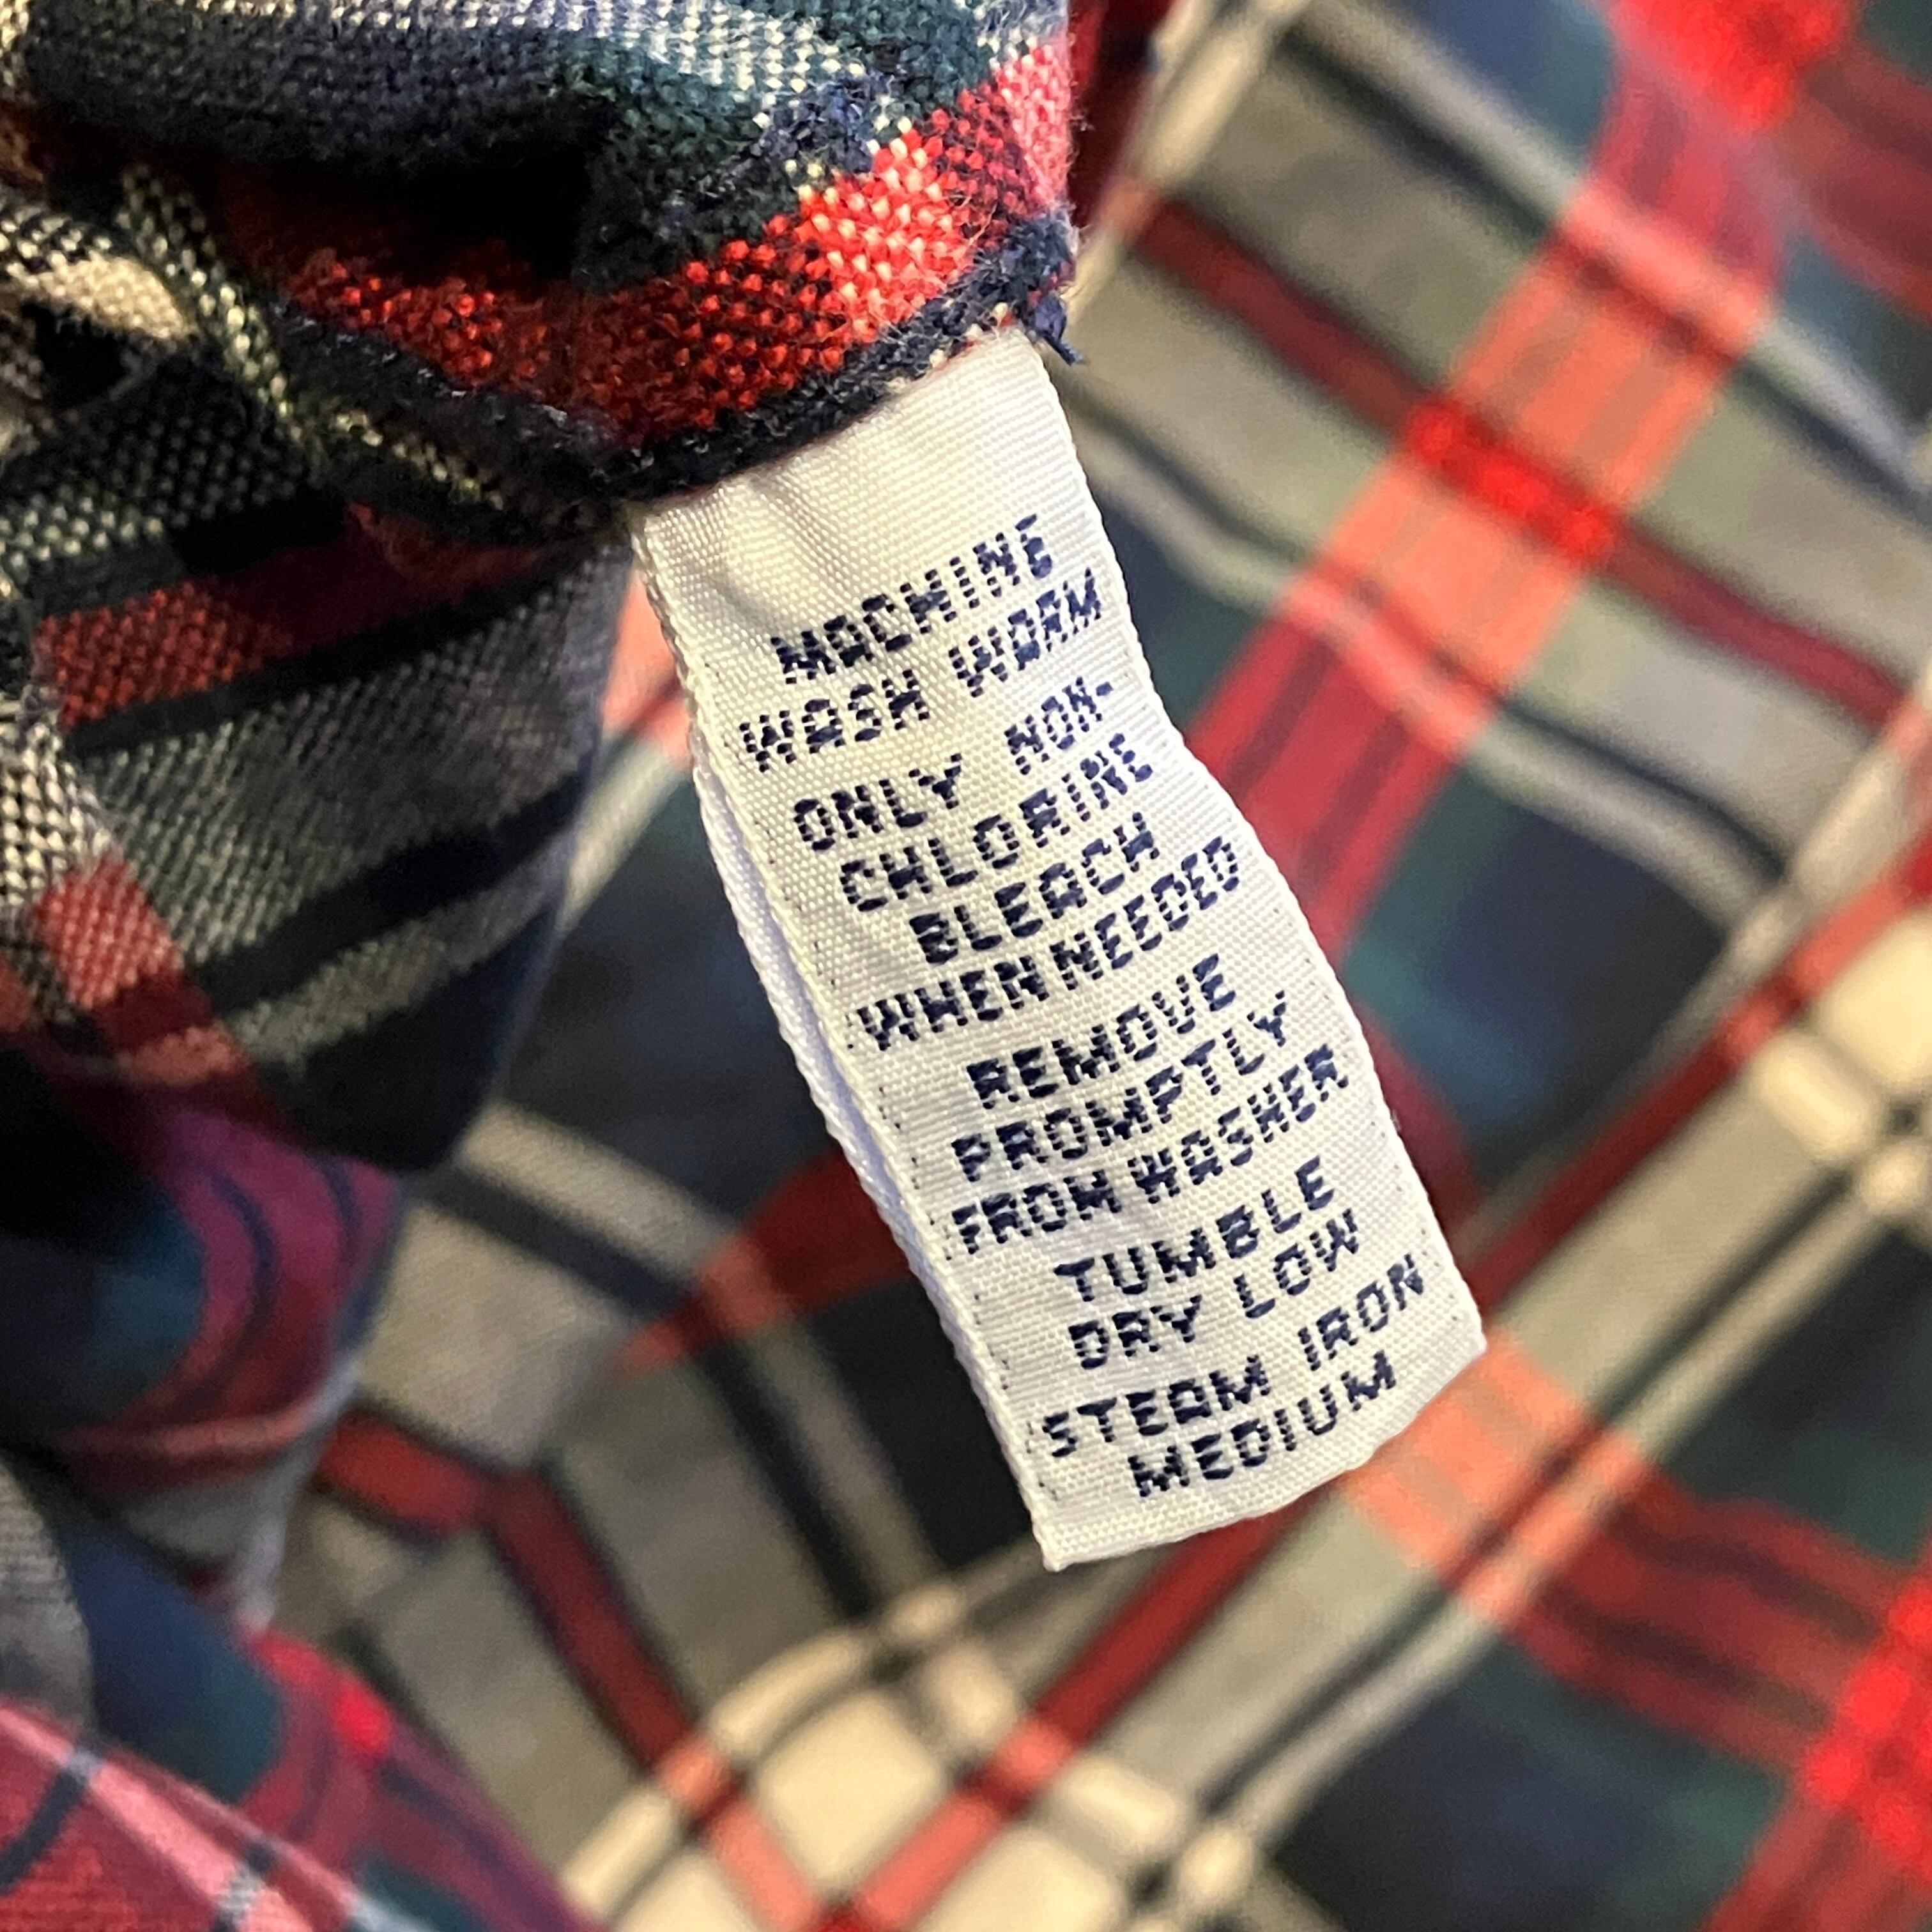 MACHINE
WASH WARM
ONLY NON-
CHLORINE
BLEACH
WHEN NEEDED
REMOVE
PROMPTLY
FROM WASHER
TUMBLE
DRY LOW
STEAM IRON
MEDIUM